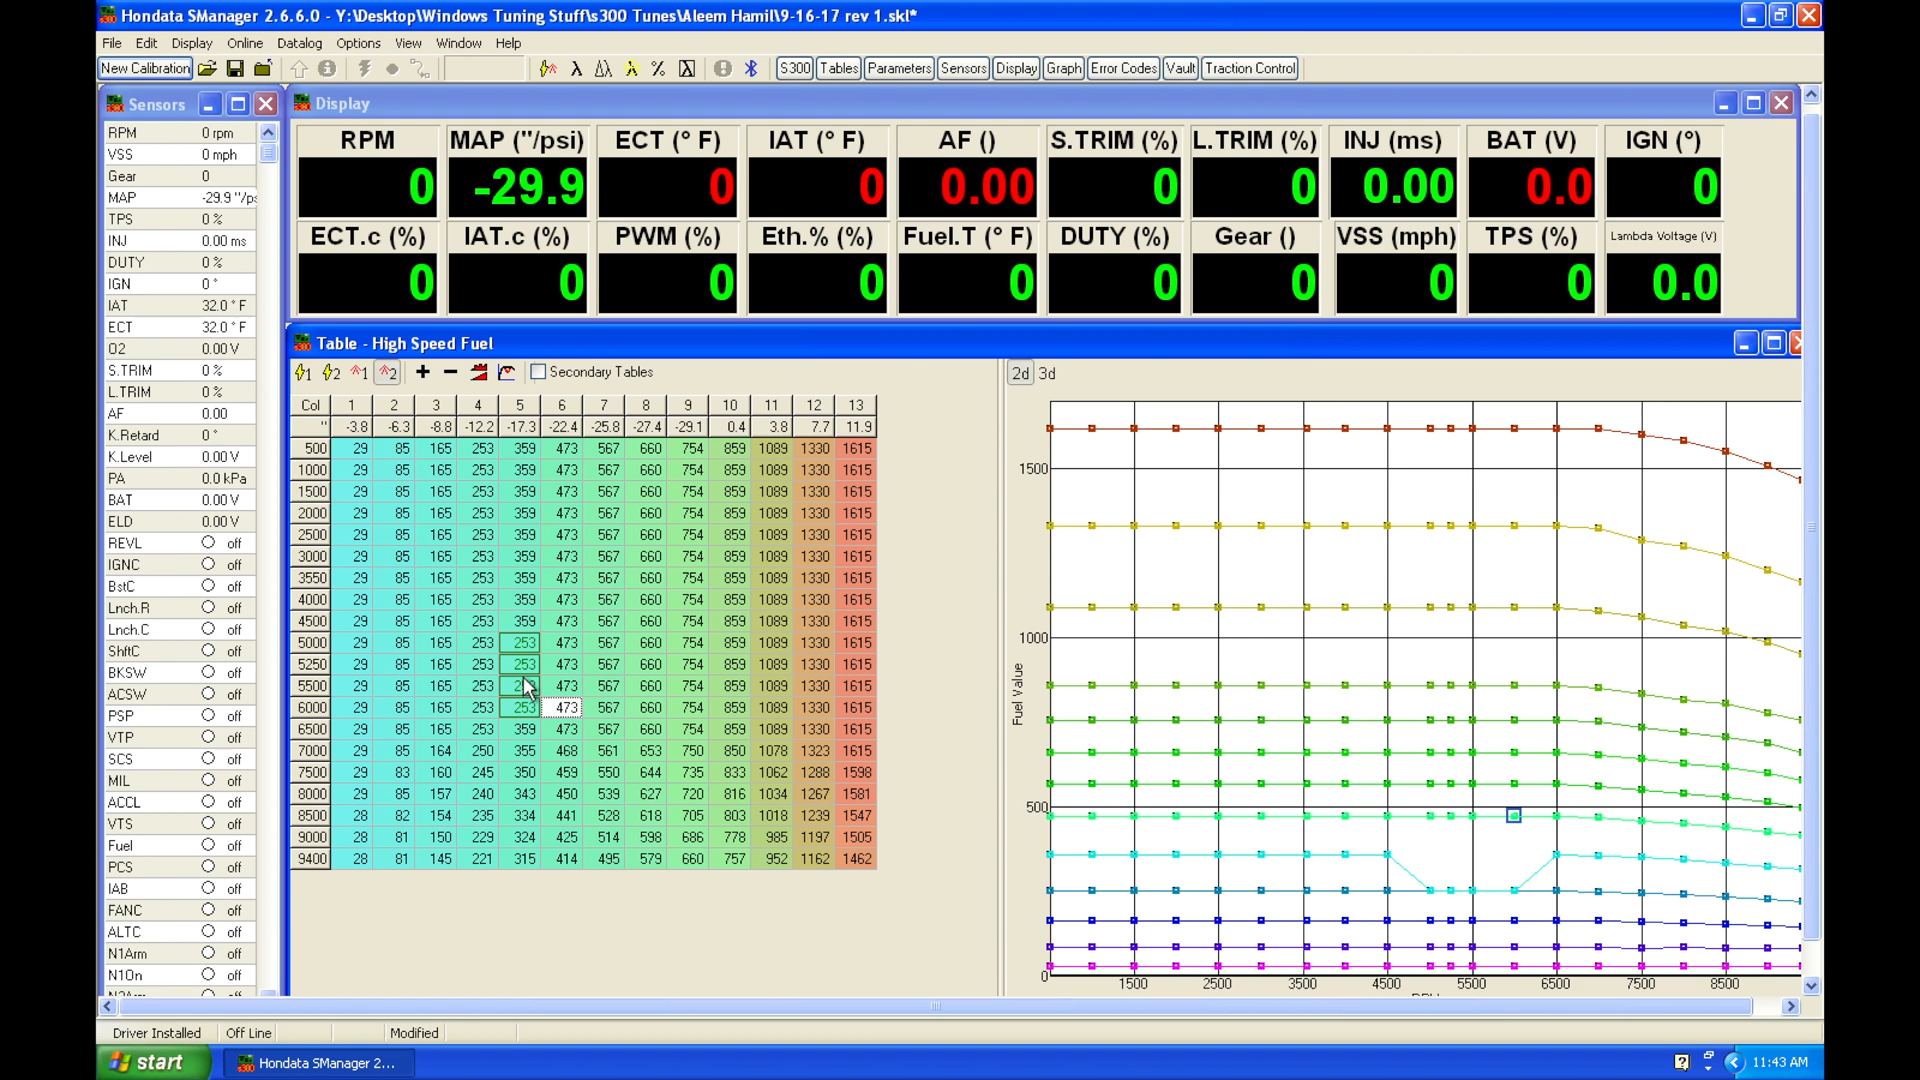 Hondata SManager 2.6.6.0 - Y:\Desktop\Windows Tuning Stuff\s300 Tunes\Aleem Hamil\9-16-17 rev 1.skl*
File Edit Display Online Datalog Options View Window Help
New Calibration S300 Tables Parameters Sensors Display Graph Error Codes Vault Traction Control
Sensors
RPM 0 rpm
VSS 0 mph
Gear 0
MAP -29.9 "/ps
TPS 0 %
INJ 0.00 ms
DUTY 0 %
IGN 0 °
IAT 32.0 ° F
ECT 32.0 ° F
O2 0.00 V
S.TRIM 0 %
L.TRIM 0 %
AF 0.00
K.Retard 0 °
K.Level 0.00 V
PA 0.0 kPa
BAT 0.00 V
ELD 0.00 V
REVL off
IGNC off
BstC off
Lnch.R off
Lnch.C off
ShftC off
BKSW off
ACSW off
PSP off
VTP off
SCS off
MIL off
ACCL off
VTS off
Fuel off
PCS off
IAB off
FANC off
ALTC off
N1Arm off
N1On off
Display
RPM MAP ("/psi) ECT (° F) IAT (° F) AF () S.TRIM (%) L.TRIM (%) INJ (ms) BAT (V) IGN (°)
0 -29.9 0 0 0.00 0 0 0.00 0.0 0
ECT.c (%) IAT.c (%) PWM (%) Eth.% (%) Fuel.T (° F) DUTY (%) Gear () VSS (mph) TPS (%) Lambda Voltage (V)
0 0 0 0 0 0 0 0 0 0.0
Table - High Speed Fuel
1 2 1 2 + - Secondary Tables
Col 1 2 3 4 5 6 7 8 9 10 11 12 13
" -3.8 -6.3 -8.8 -12.2 -17.3 -22.4 -25.8 -27.4 -29.1 0.4 3.8 7.7 11.9
500 29 85 165 253 359 473 567 660 754 859 1089 1330 1615
1000 29 85 165 253 359 473 567 660 754 859 1089 1330 1615
1500 29 85 165 253 359 473 567 660 754 859 1089 1330 1615
2000 29 85 165 253 359 473 567 660 754 859 1089 1330 1615
2500 29 85 165 253 359 473 567 660 754 859 1089 1330 1615
3000 29 85 165 253 359 473 567 660 754 859 1089 1330 1615
3550 29 85 165 253 359 473 567 660 754 859 1089 1330 1615
4000 29 85 165 253 359 473 567 660 754 859 1089 1330 1615
4500 29 85 165 253 359 473 567 660 754 859 1089 1330 1615
5000 29 85 165 253 253 473 567 660 754 859 1089 1330 1615
5250 29 85 165 253 253 473 567 660 754 859 1089 1330 1615
5500 29 85 165 253 473 567 660 754 859 1089 1330 1615
6000 29 85 165 253 253 473 567 660 754 859 1089 1330 1615
6500 29 85 165 253 359 473 567 660 754 859 1089 1330 1615
7000 29 85 164 250 355 468 561 653 750 850 1078 1323 1615
7500 29 83 160 245 350 459 550 644 735 833 1062 1288 1598
8000 29 85 157 240 343 450 539 627 720 816 1034 1267 1581
8500 28 82 154 235 334 441 528 618 705 803 1018 1239 1547
9000 28 81 150 229 324 425 514 598 686 778 985 1197 1505
9400 28 81 145 221 315 414 495 579 660 757 952 1162 1462
2d 3d
1500
1000
Fuel Value
500
0
1500 2500 3500 4500 5500 6500 7500 8500
Driver Installed Off Line Modified
start Hondata SManager 2... 11:43 AM